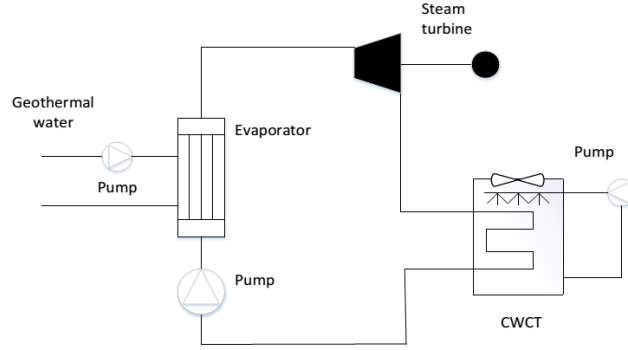 Steam
turbine
Geothermal
water
Evaporator
Pump
Pump
Pump
CWCT